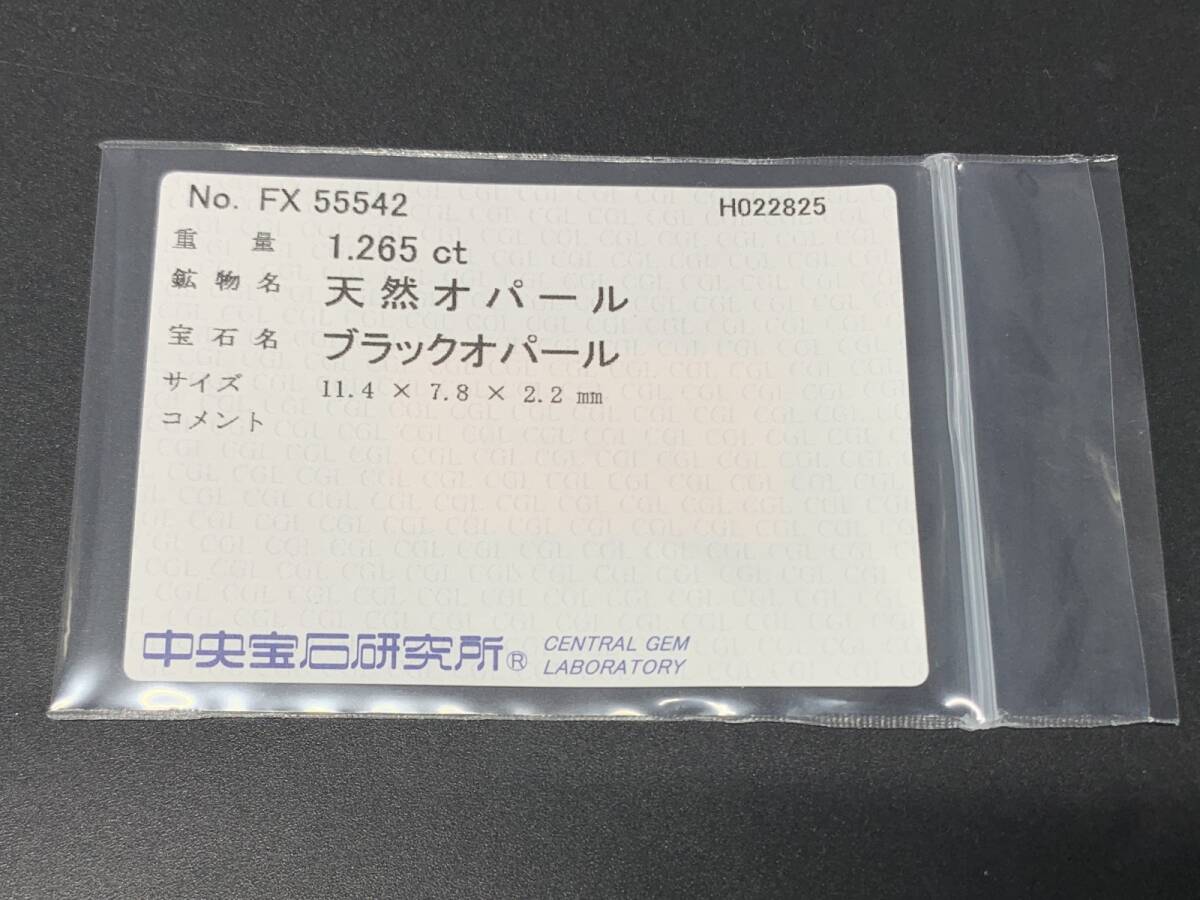 No. FX 55542 H022825
重量 1.265 ct
鉱物名 天然オパール
宝石名 ブラックオパール
サイズ 11.4 × 7.8 × 2.2 mm
コメント
中央宝石研究所® CENTRAL GEM LABORATORY